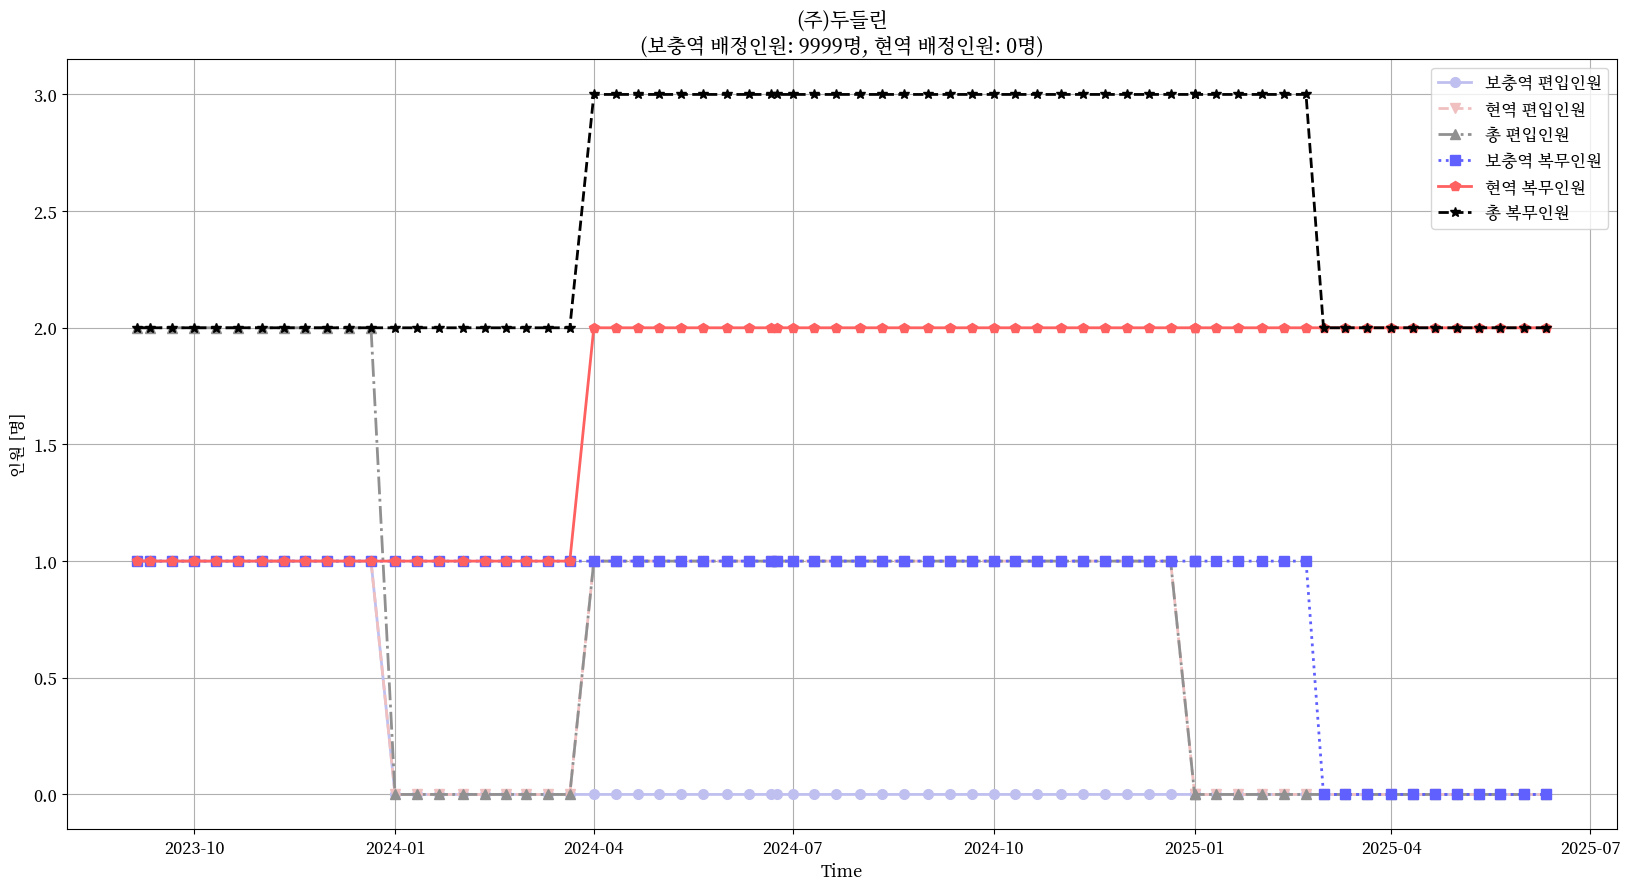 (주)두들린
(보충역 배정인원: 9999명, 현역 배정인원: 0명)
보충역 편입인원
현역 편입인원
총 편입인원
보충역 복무인원
현역 복무인원
총 복무인원
인원 [명]
3.0
2.5
2.0
1.5
1.0
0.5
0.0
2023-10
2024-01
2024-04
2024-07
2024-10
2025-01
2025-04
2025-07
Time